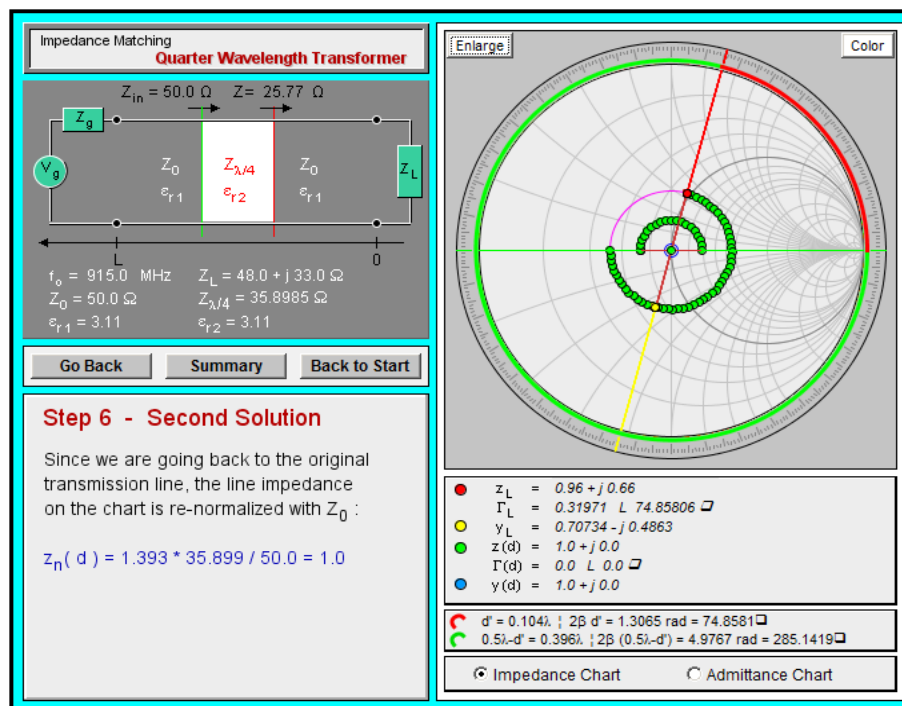 Impedance Matching
Quarter Wavelength Transformer
Z_in = 50.0 Ω Z= 25.77 Ω
Z_g
V_g
Z_0
ε_r1
Z_λ/4
ε_r2
Z_0
ε_r1
Z_L
L
0
f_o = 915.0 MHz Z_L = 48.0 + j 33.0 Ω
Z_0 = 50.0 Ω Z_λ/4 = 35.8985 Ω
ε_r1 = 3.11 ε_r2 = 3.11
Go Back Summary Back to Start
Step 6 - Second Solution
Since we are going back to the original
transmission line, the line impedance
on the chart is re-normalized with Z_0 :
z_n( d ) = 1.393 * 35.899 / 50.0 = 1.0
Enlarge Color
z_L = 0.96 + j 0.66
Γ_L = 0.31971 L 74.85806 □
y_L = 0.70734 - j 0.4863
z(d) = 1.0 + j 0.0
Γ(d) = 0.0 L 0.0 □
y(d) = 1.0 + j 0.0
d' = 0.104λ ¦ 2β d' = 1.3065 rad = 74.8581□
0.5λ-d' = 0.396λ ¦ 2β (0.5λ-d') = 4.9767 rad = 285.1419□
Impedance Chart Admittance Chart